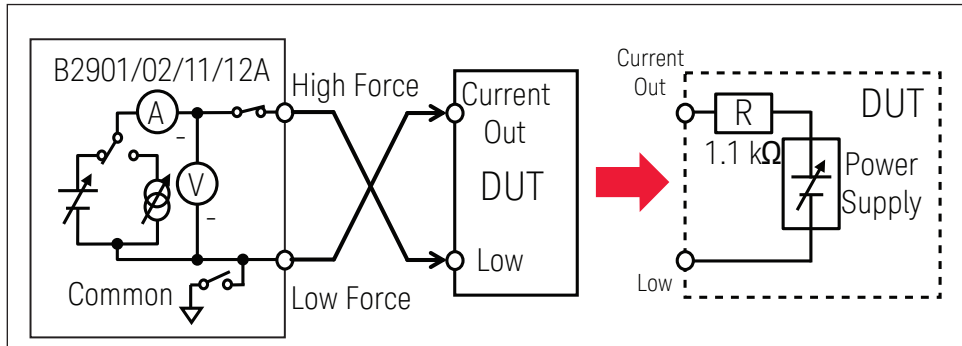 B2901/02/11/12A
A
-
V
-
Common
High Force
Low Force
Current
Out
DUT
Low
Current
Out
R
1.1 kΩ
DUT
Power
Supply
Low